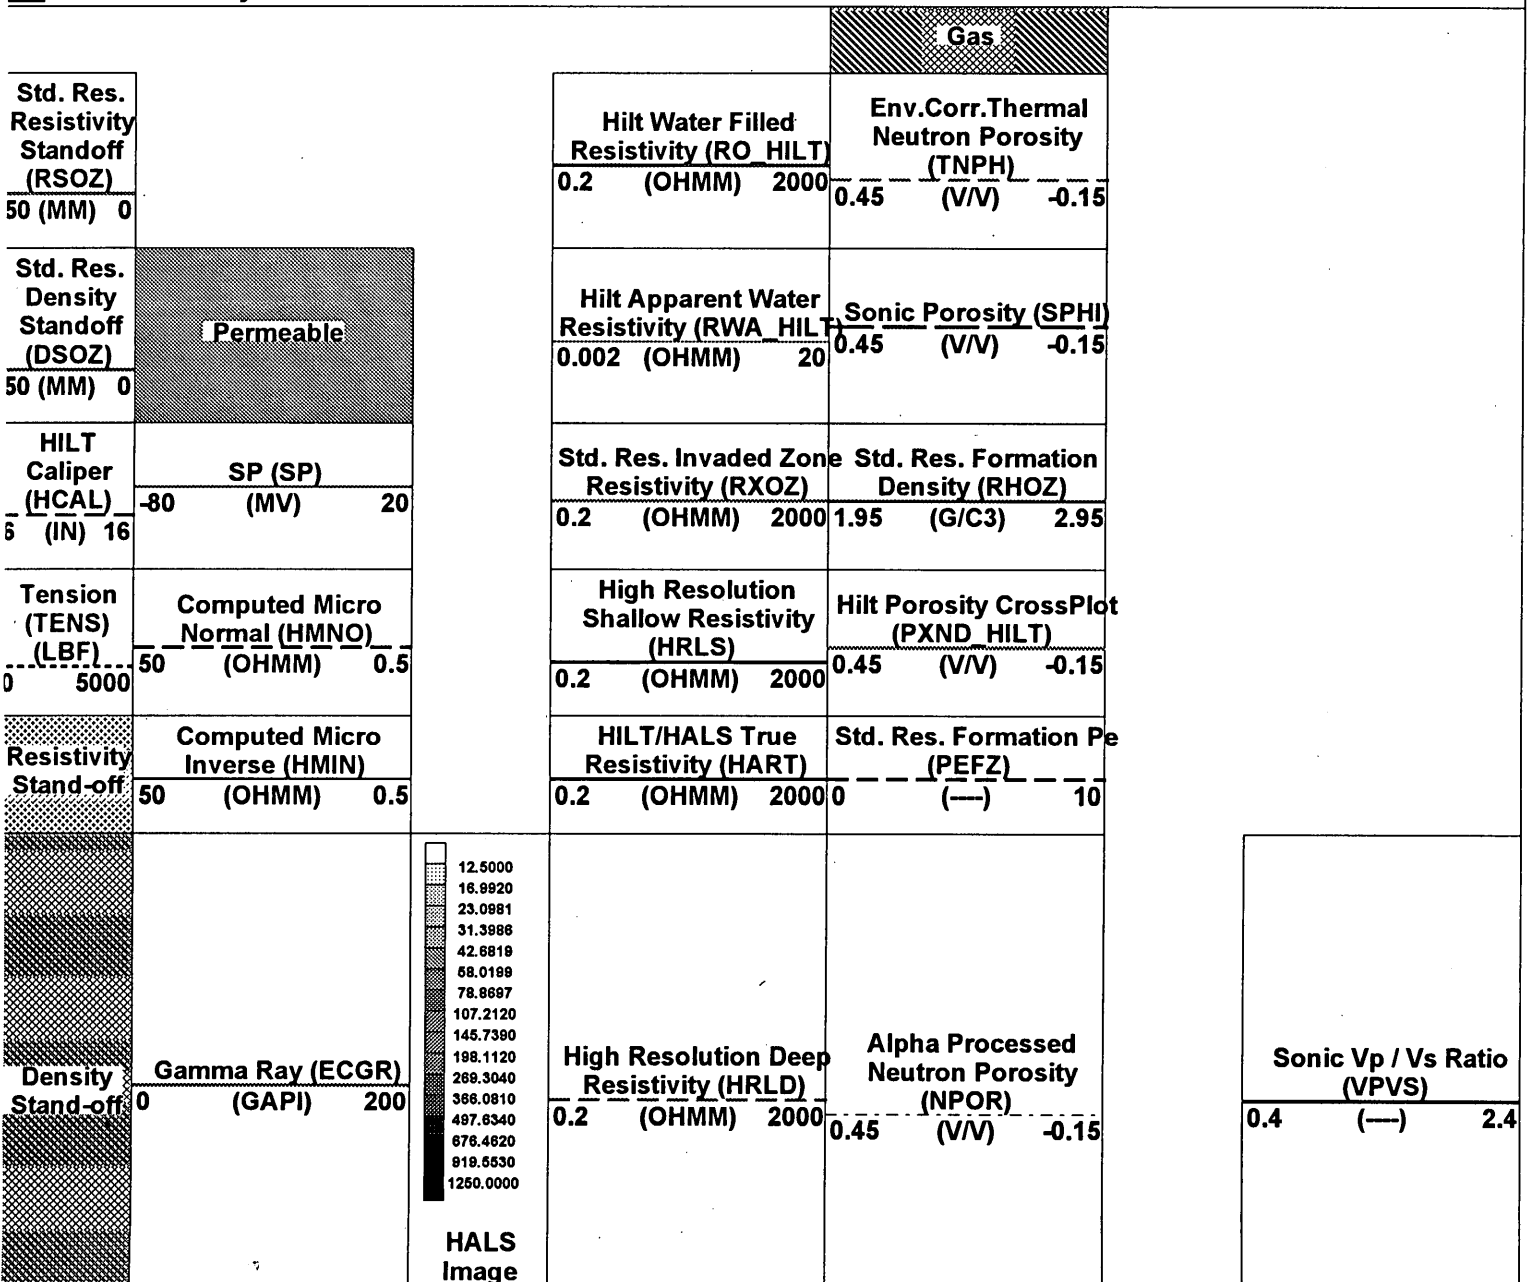 Gas
Std. Res.
Resistivity
Standoff
(RSOZ)
50 (MM) 0
Hilt Water Filled
Resistivity (RO_HILT)
0.2 (OHMM) 2000
Env.Corr.Thermal
Neutron Porosity
(TNPH)
0.45 (V/V) -0.15
Std. Res.
Density
Standoff
(DSOZ)
50 (MM) 0
Permeable
Hilt Apparent Water
Resistivity (RWA_HILT)
0.002 (OHMM) 20
Sonic Porosity (SPHI)
0.45 (V/V) -0.15
HILT
Caliper
(HCAL)
6 (IN) 16
SP (SP)
-80 (MV) 20
Std. Res. Invaded Zone
Resistivity (RXOZ)
0.2 (OHMM) 2000
Std. Res. Formation
Density (RHOZ)
1.95 (G/C3) 2.95
Tension
(TENS)
(LBF)
0 5000
Computed Micro
Normal (HMNO)
50 (OHMM) 0.5
High Resolution
Shallow Resistivity
(HRLS)
0.2 (OHMM) 2000
Hilt Porosity CrossPlot
(PXND_HILT)
0.45 (V/V) -0.15
Resistivity
Stand-off
Computed Micro
Inverse (HMIN)
50 (OHMM) 0.5
HILT/HALS True
Resistivity (HART)
0.2 (OHMM) 2000
Std. Res. Formation Pe
(PEFZ)
0 (----) 10
Density
Stand-off
Gamma Ray (ECGR)
0 (GAPI) 200
12.5000
16.9920
23.0981
31.3986
42.6819
58.0199
78.8697
107.2120
145.7390
198.1120
269.3040
366.0810
497.6340
676.4620
919.5530
1250.0000
HALS
Image
High Resolution Deep
Resistivity (HRLD)
0.2 (OHMM) 2000
Alpha Processed
Neutron Porosity
(NPOR)
0.45 (V/V) -0.15
Sonic Vp / Vs Ratio
(VPVS)
0.4 (----) 2.4